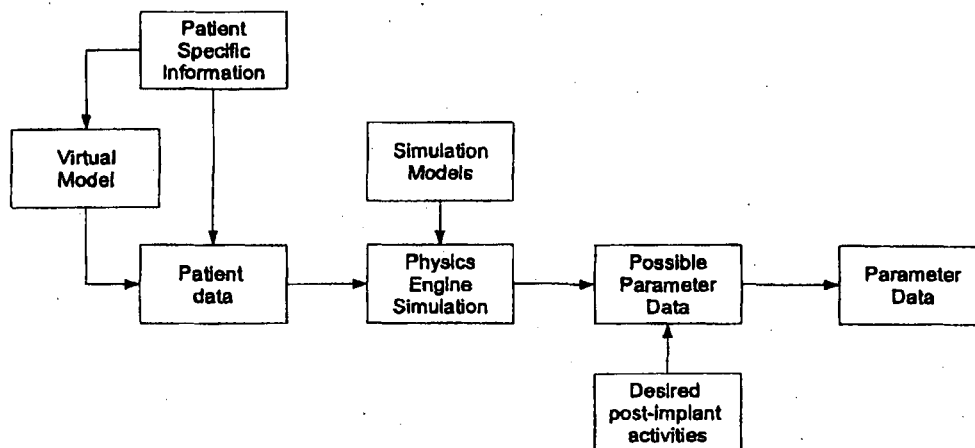 Patient
Specific
Information
Virtual
Model
Simulation
Models
Patient
data
Physics
Engine
Simulation
Possible
Parameter
Data
Parameter
Data
Desired
post-implant
activities